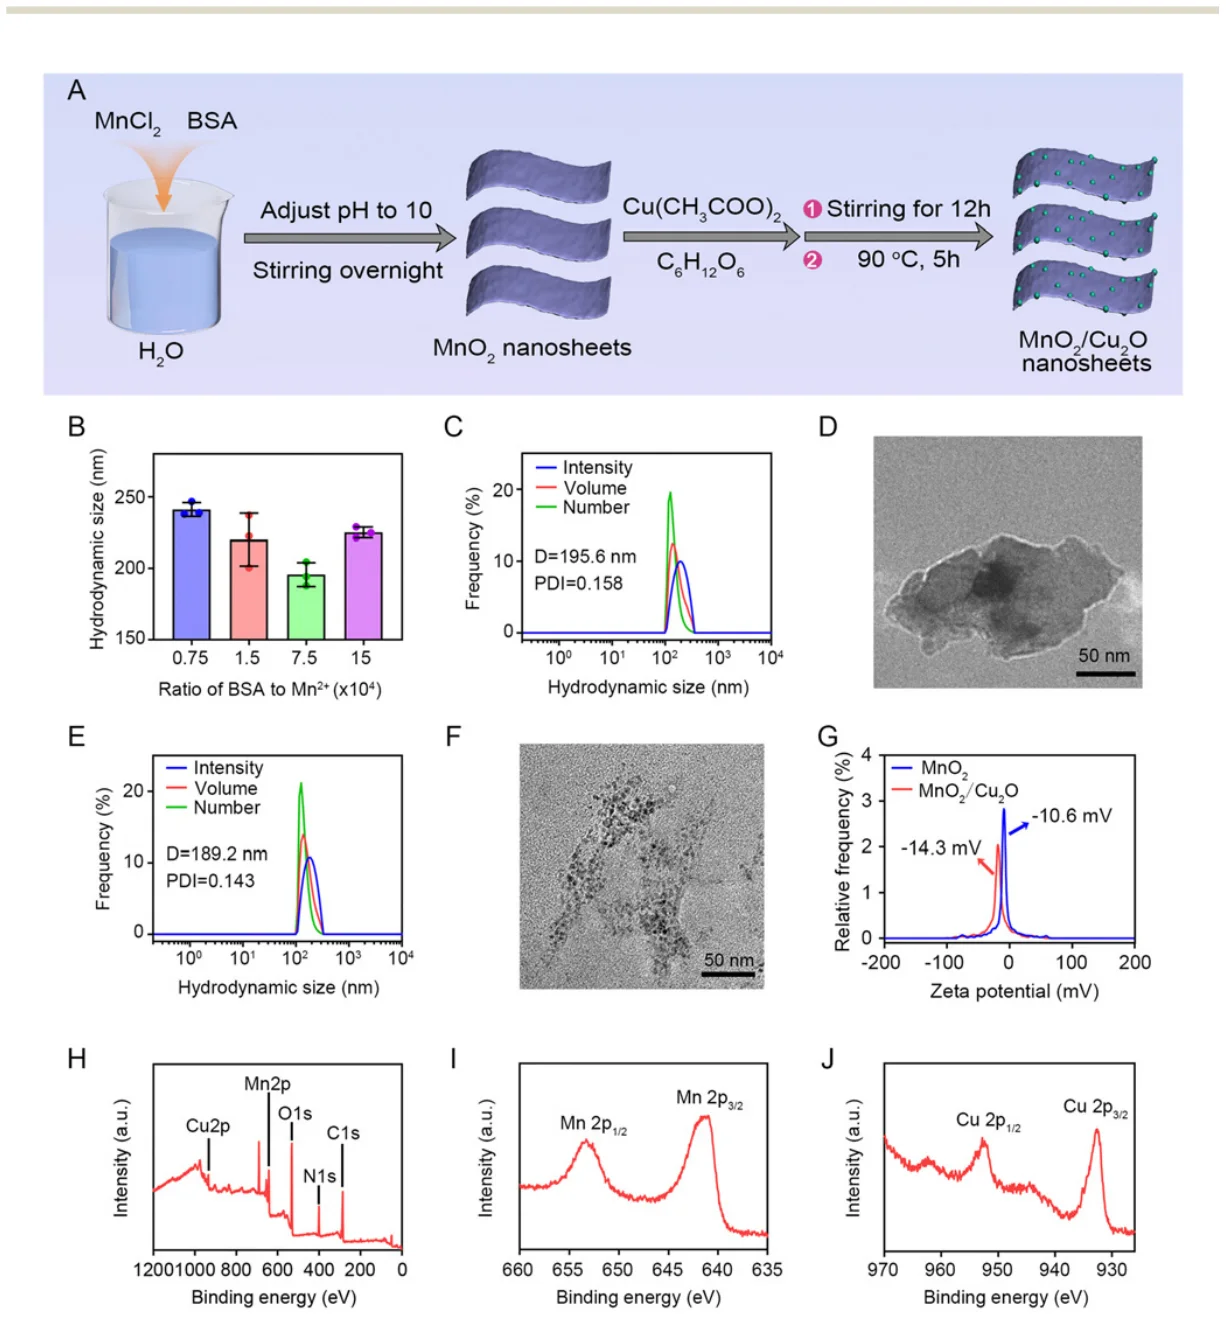 A
MnCl₂ BSA
H₂O
Adjust pH to 10
Stirring overnight
MnO₂ nanosheets
Cu(CH₃COO)₂
C₆H₁₂O₆
1 Stirring for 12h
2 90 °C, 5h
MnO₂/Cu₂O
nanosheets
B
Hydrodynamic size (nm)
250
200
150
0.75 1.5 7.5 15
Ratio of BSA to Mn²⁺ (x10⁴)
C
Frequency (%)
20
10
0
Intensity
Volume
Number
D=195.6 nm
PDI=0.158
10⁰ 10¹ 10² 10³ 10⁴
Hydrodynamic size (nm)
D
50 nm
E
Frequency (%)
20
10
0
Intensity
Volume
Number
D=189.2 nm
PDI=0.143
10⁰ 10¹ 10² 10³ 10⁴
Hydrodynamic size (nm)
F
50 nm
G
Relative frequency (%)
4
3
2
1
0
MnO₂
MnO₂/Cu₂O
-10.6 mV
-14.3 mV
-200 -100 0 100 200
Zeta potential (mV)
H
Intensity (a.u.)
Cu2p
Mn2p
O1s
N1s
C1s
1200 1000 800 600 400 200 0
Binding energy (eV)
I
Intensity (a.u.)
Mn 2p₁/₂
Mn 2p₃/₂
660 655 650 645 640 635
Binding energy (eV)
J
Intensity (a.u.)
Cu 2p₁/₂
Cu 2p₃/₂
970 960 950 940 930
Binding energy (eV)